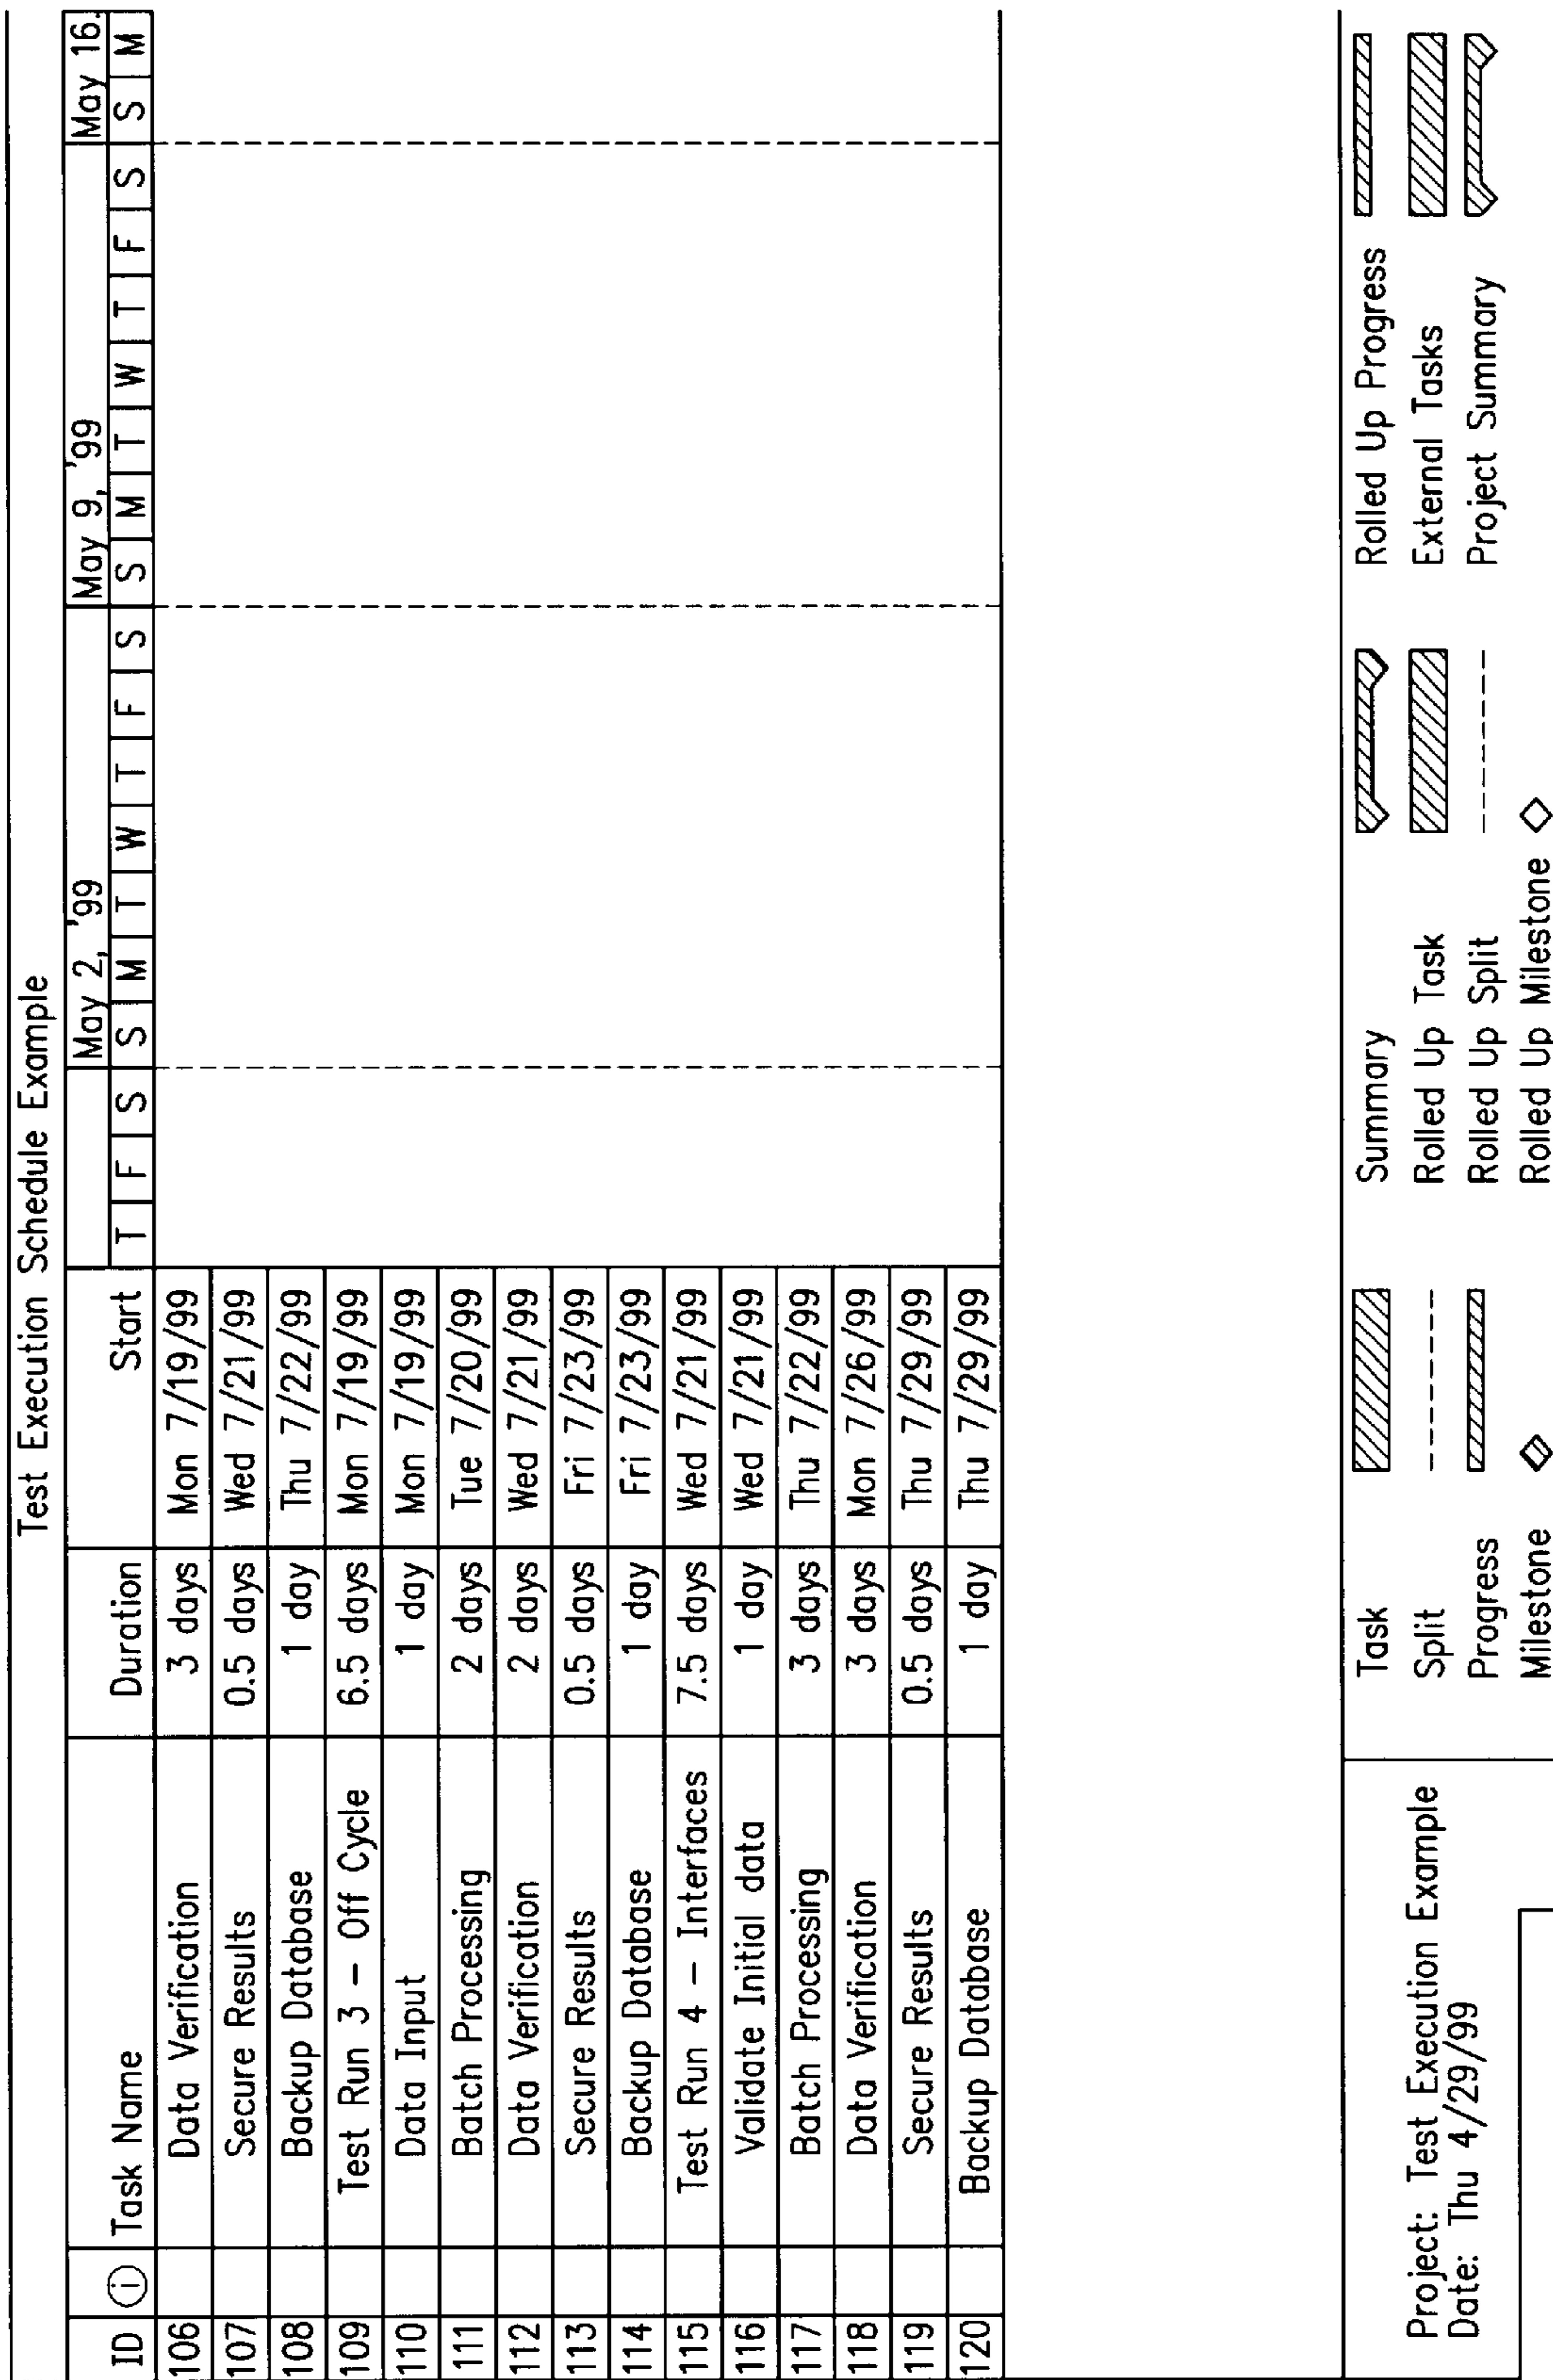 Test Execution Schedule Example
May 2, '99 May 9, '99 May 16,
ID i Task Name Duration Start T F S S M T W T F S S M T W T F S S M
106 Data Verification 3 days Mon 7/19/99
107 Secure Results 0.5 days Wed 7/21/99
108 Backup Database 1 day Thu 7/22/99
109 Test Run 3 – Off Cycle 6.5 days Mon 7/19/99
110 Data Input 1 day Mon 7/19/99
111 Batch Processing 2 days Tue 7/20/99
112 Data Verification 2 days Wed 7/21/99
113 Secure Results 0.5 days Fri 7/23/99
114 Backup Database 1 day Fri 7/23/99
115 Test Run 4 – Interfaces 7.5 days Wed 7/21/99
116 Validate Initial data 1 day Wed 7/21/99
117 Batch Processing 3 days Thu 7/22/99
118 Data Verification 3 days Mon 7/26/99
119 Secure Results 0.5 days Thu 7/29/99
120 Backup Database 1 day Thu 7/29/99
Project: Test Execution Example
Date: Thu 4/29/99
Task Summary Rolled Up Progress
Split Rolled Up Task External Tasks
Progress Rolled Up Split Project Summary
Milestone Rolled Up Milestone